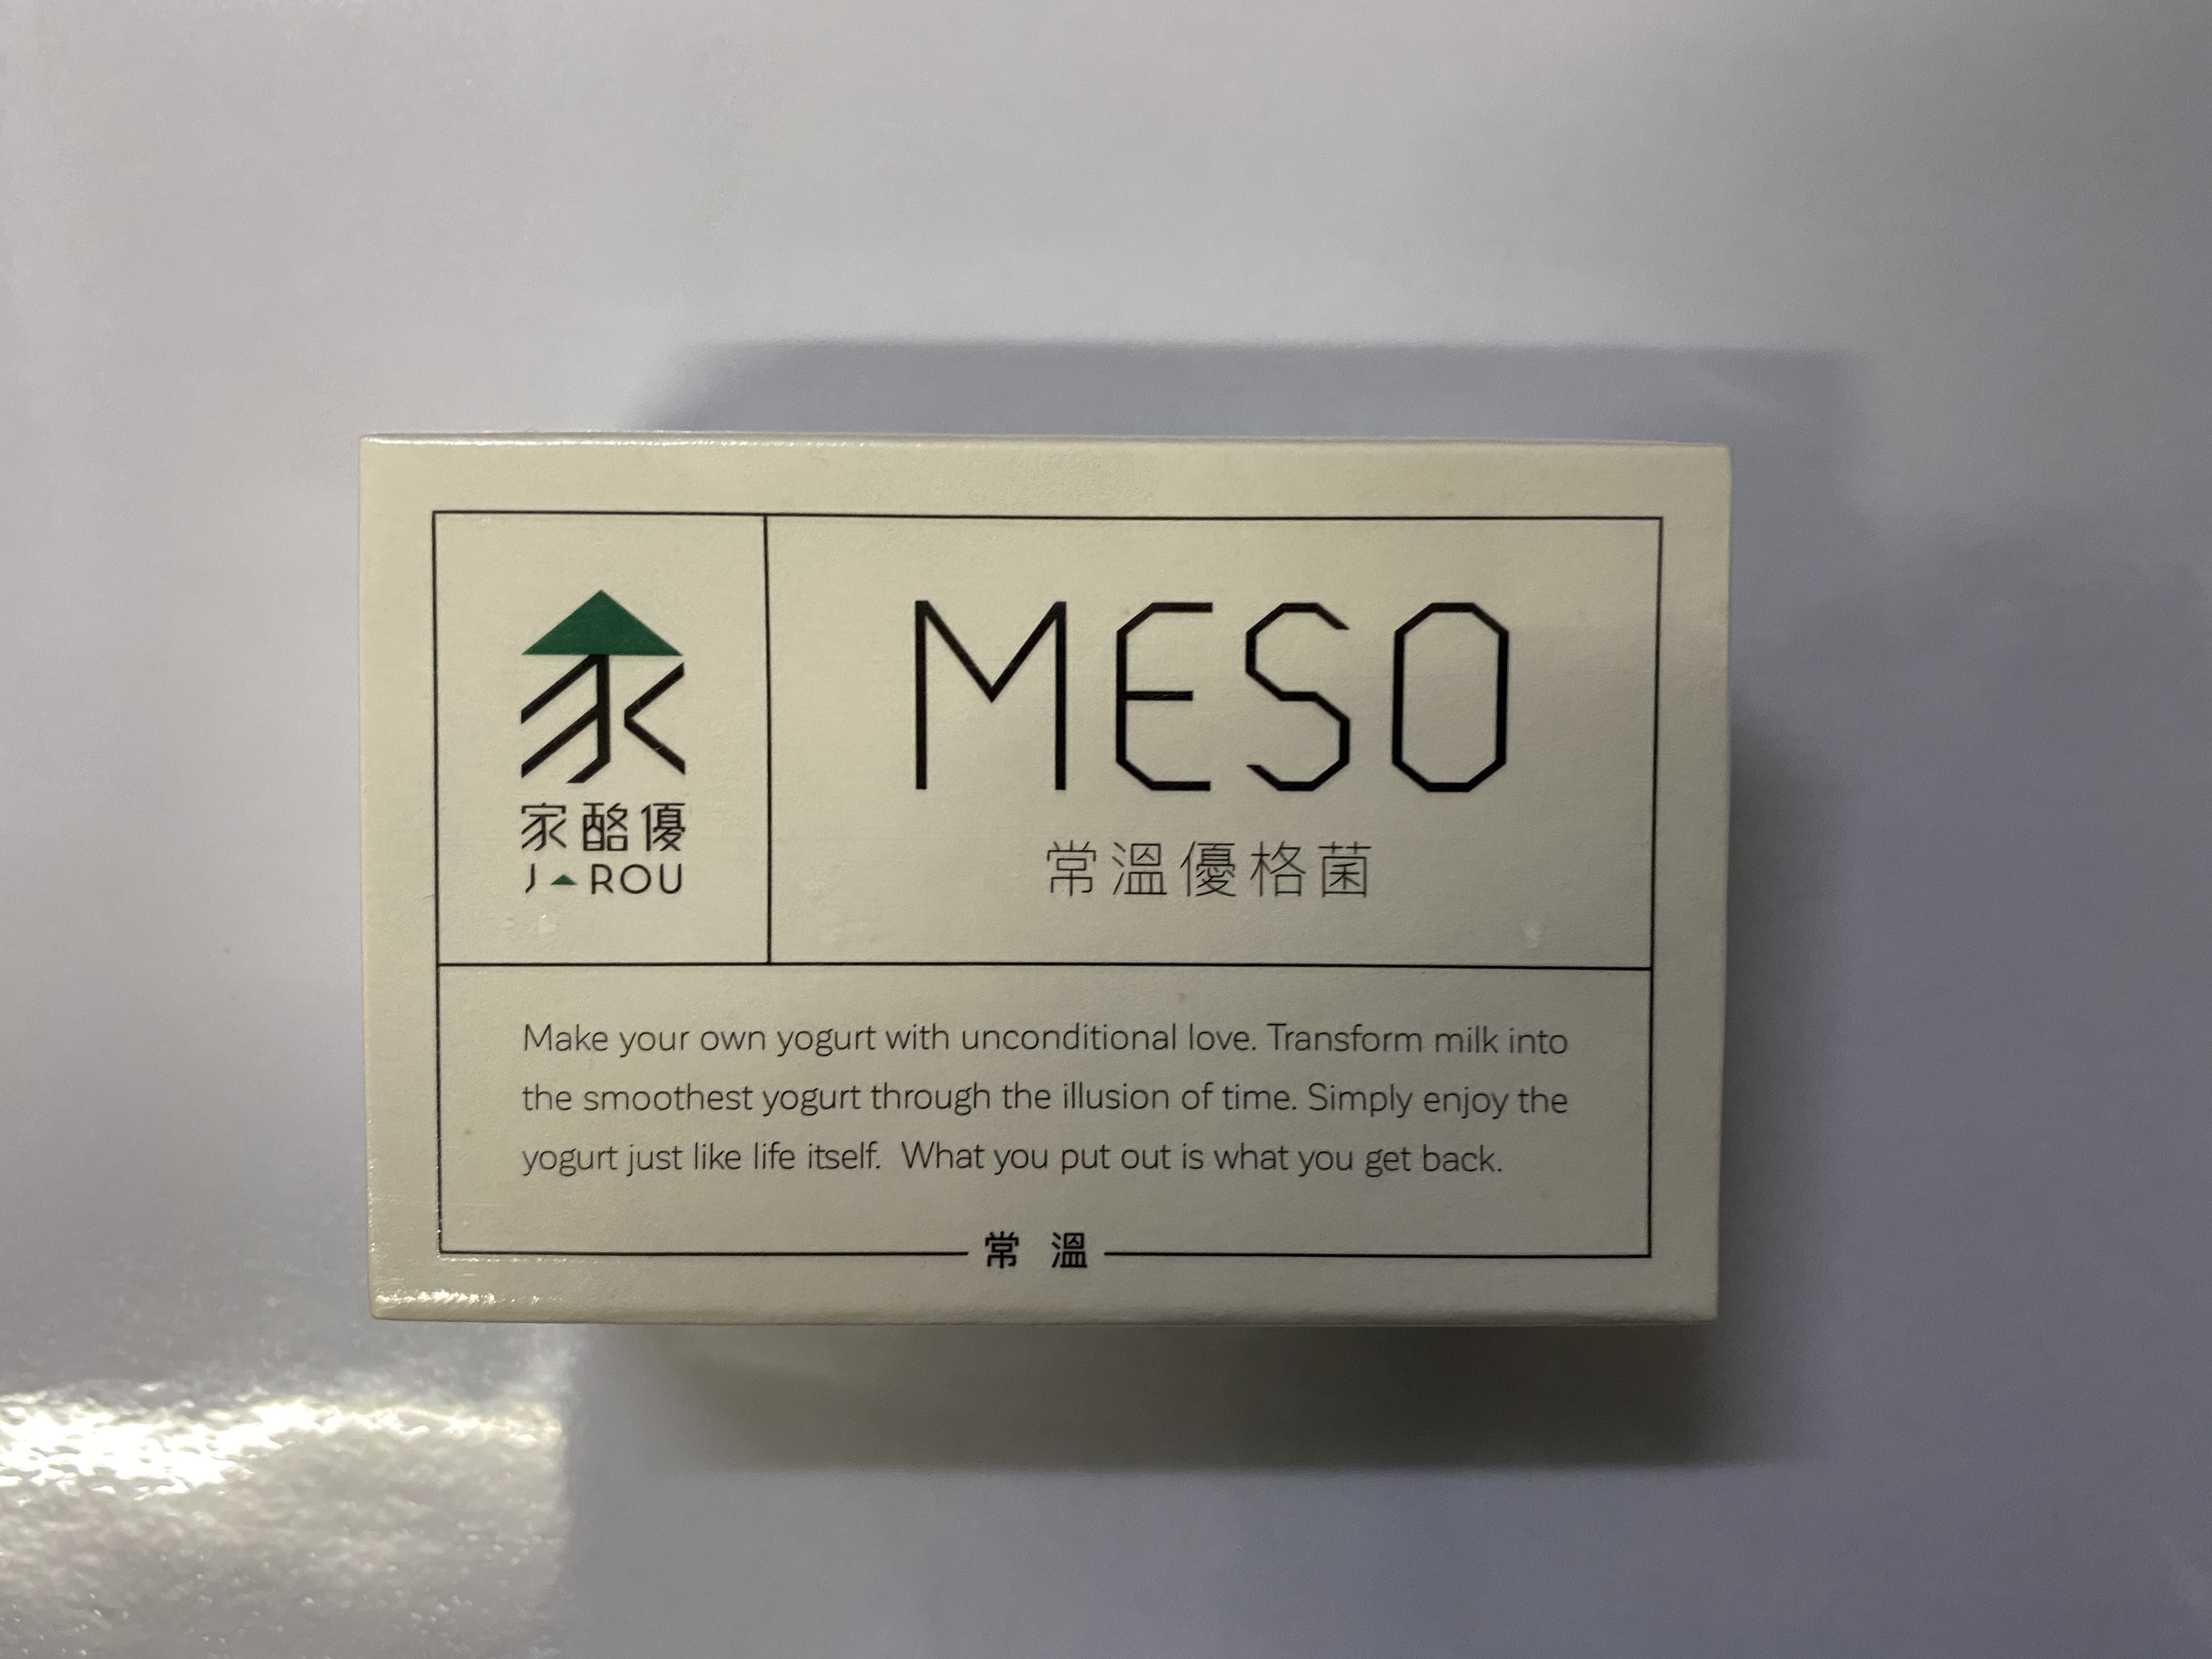 家
家酪優
J▲ROU
MESO
常溫優格菌
Make your own yogurt with unconditional love. Transform milk into
the smoothest yogurt through the illusion of time. Simply enjoy the
yogurt just like life itself.  What you put out is what you get back.
常溫